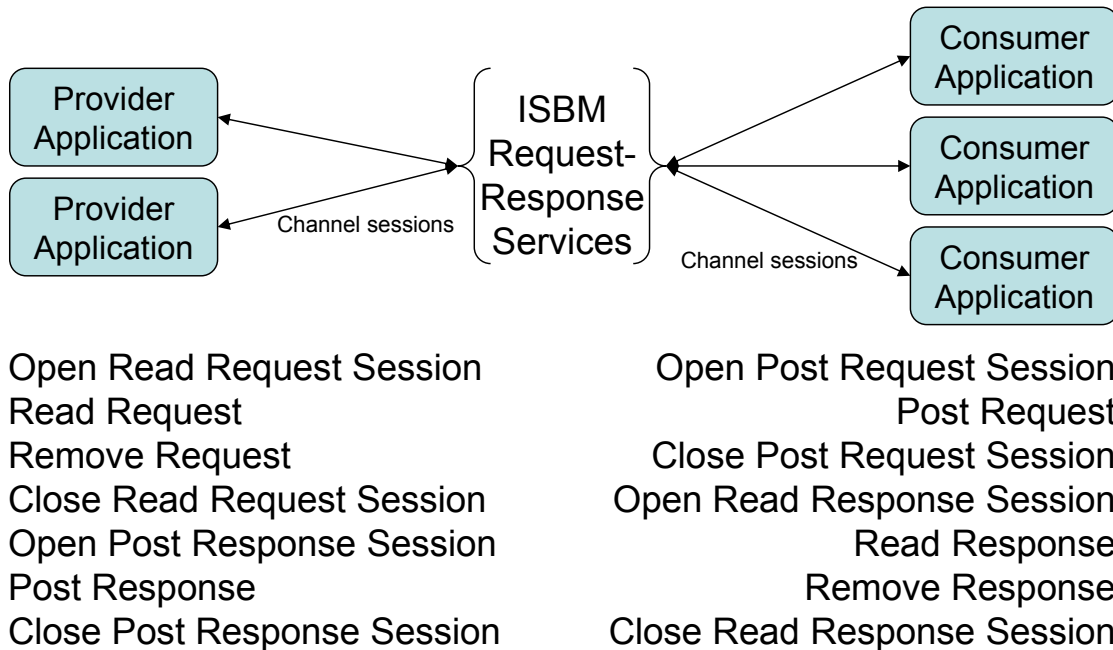 Provider
Application
Provider
Application
Channel sessions
ISBM
Request-
Response
Services
Channel sessions
Consumer
Application
Consumer
Application
Consumer
Application
Open Read Request Session
Read Request
Remove Request
Close Read Request Session
Open Post Response Session
Post Response
Close Post Response Session
Open Post Request Session
Post Request
Close Post Request Session
Open Read Response Session
Read Response
Remove Response
Close Read Response Session